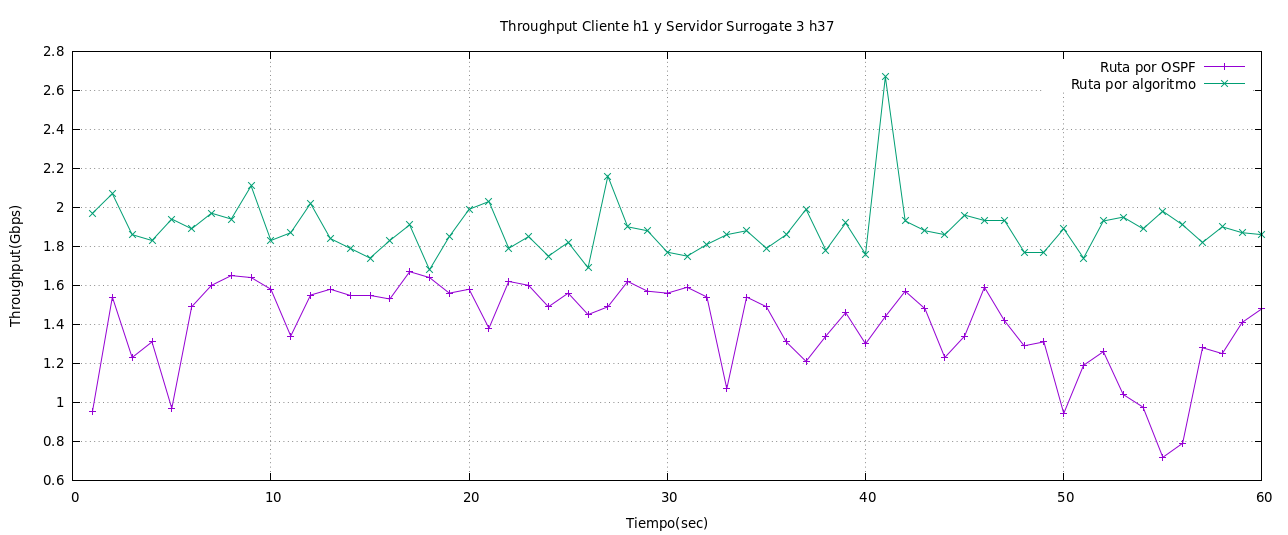 Throughput Cliente h1 y Servidor Surrogate 3 h37
Ruta por OSPF
Ruta por algoritmo
Throughput(Gbps)
2.8
2.6
2.4
2.2
2
1.8
1.6
1.4
1.2
1
0.8
0.6
0 10 20 30 40 50 60
Tiempo(sec)